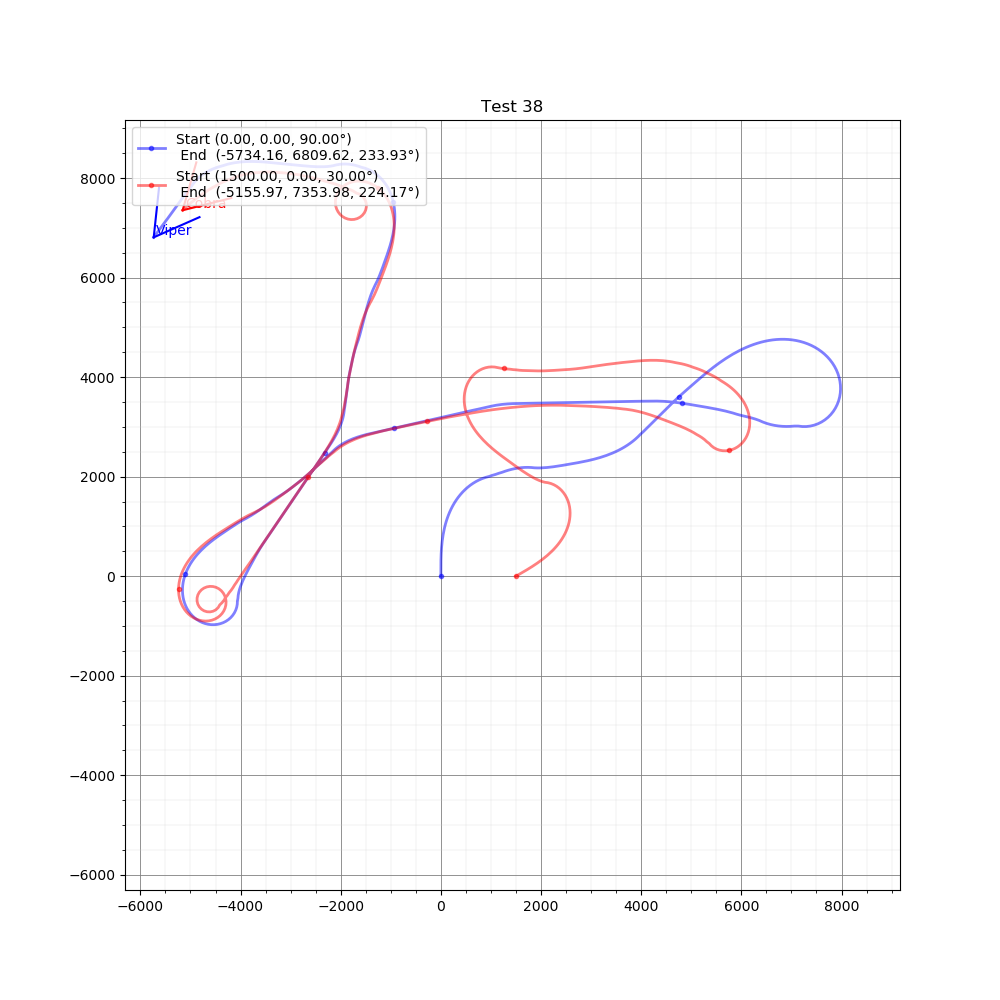 Test 38
Start (0.00, 0.00, 90.00°)
End  (-5734.16, 6809.62, 233.93°)
Start (1500.00, 0.00, 30.00°)
End  (-5155.97, 7353.98, 224.17°)
Cobra
Viper
8000
6000
4000
2000
0
−2000
−4000
−6000
−6000 −4000 −2000 0 2000 4000 6000 8000